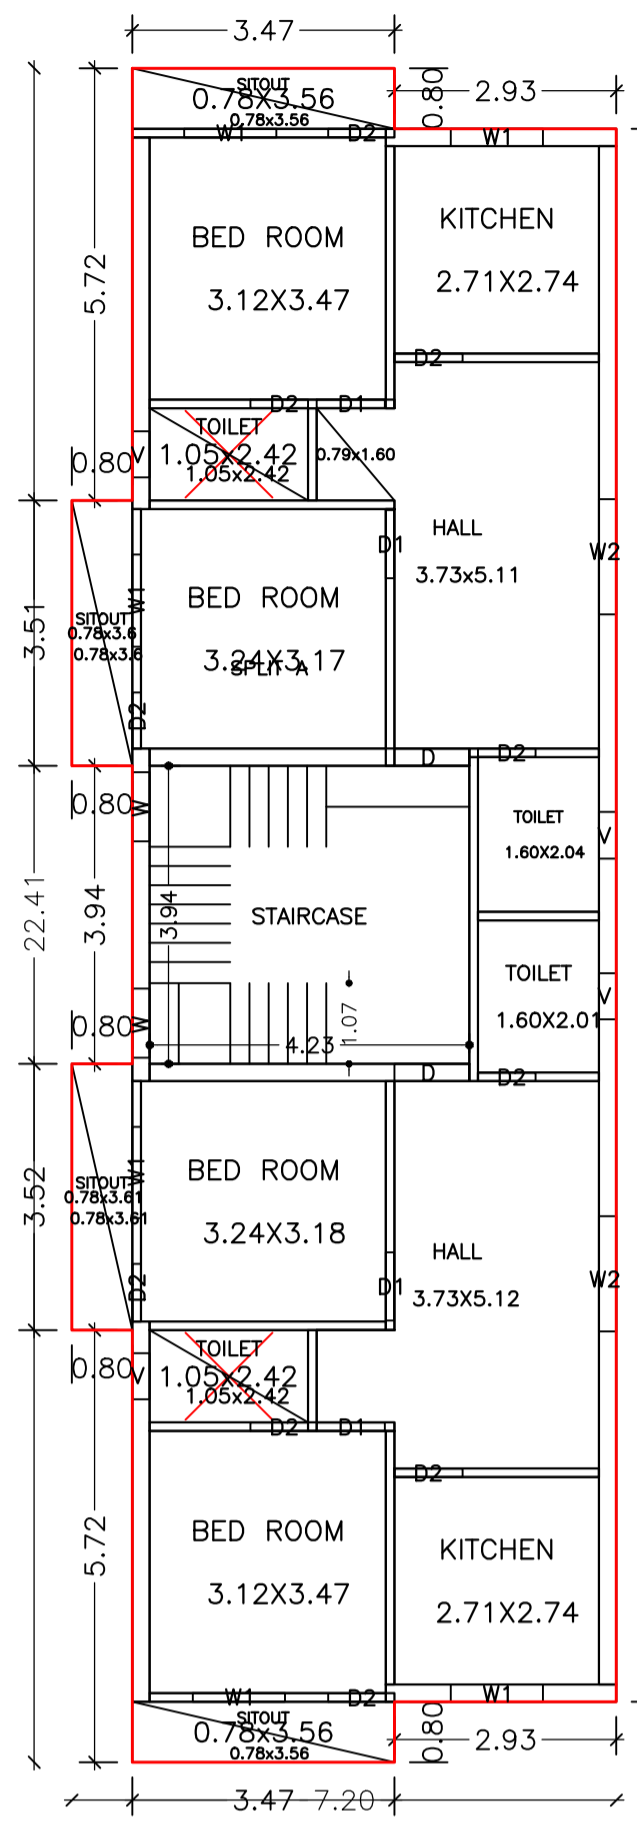 3.47
SITOUT
0.78X3.56
0.78x3.56
0.80
2.93
W1
D2
W1
BED ROOM
3.12X3.47
KITCHEN
2.71X2.74
5.72
D2
D2
D1
TOILET
1.05x2.42
1.05x2.42
0.80
V
0.79x1.60
HALL
3.73x5.11
D1
W2
BED ROOM
3.24X3.17
SPLIT A
W1
SITOUT
0.78x3.6
0.78x3.6
3.51
D2
D
D2
0.80
W
TOILET
1.60X2.04
V
22.41
3.94
3.94
STAIRCASE
TOILET
1.60X2.01
V
0.80
W
1.07
4.23
D
D2
BED ROOM
3.24X3.18
W1
SITOUT
0.78x3.61
0.78x3.61
3.52
D2
HALL
3.73X5.12
D1
W2
TOILET
1.05x2.42
1.05x2.42
0.80
V
D2
D1
D2
BED ROOM
3.12X3.47
KITCHEN
2.71X2.74
5.72
W1
D2
W1
SITOUT
0.78x3.56
0.78x3.56
0.80
2.93
3.47
7.20